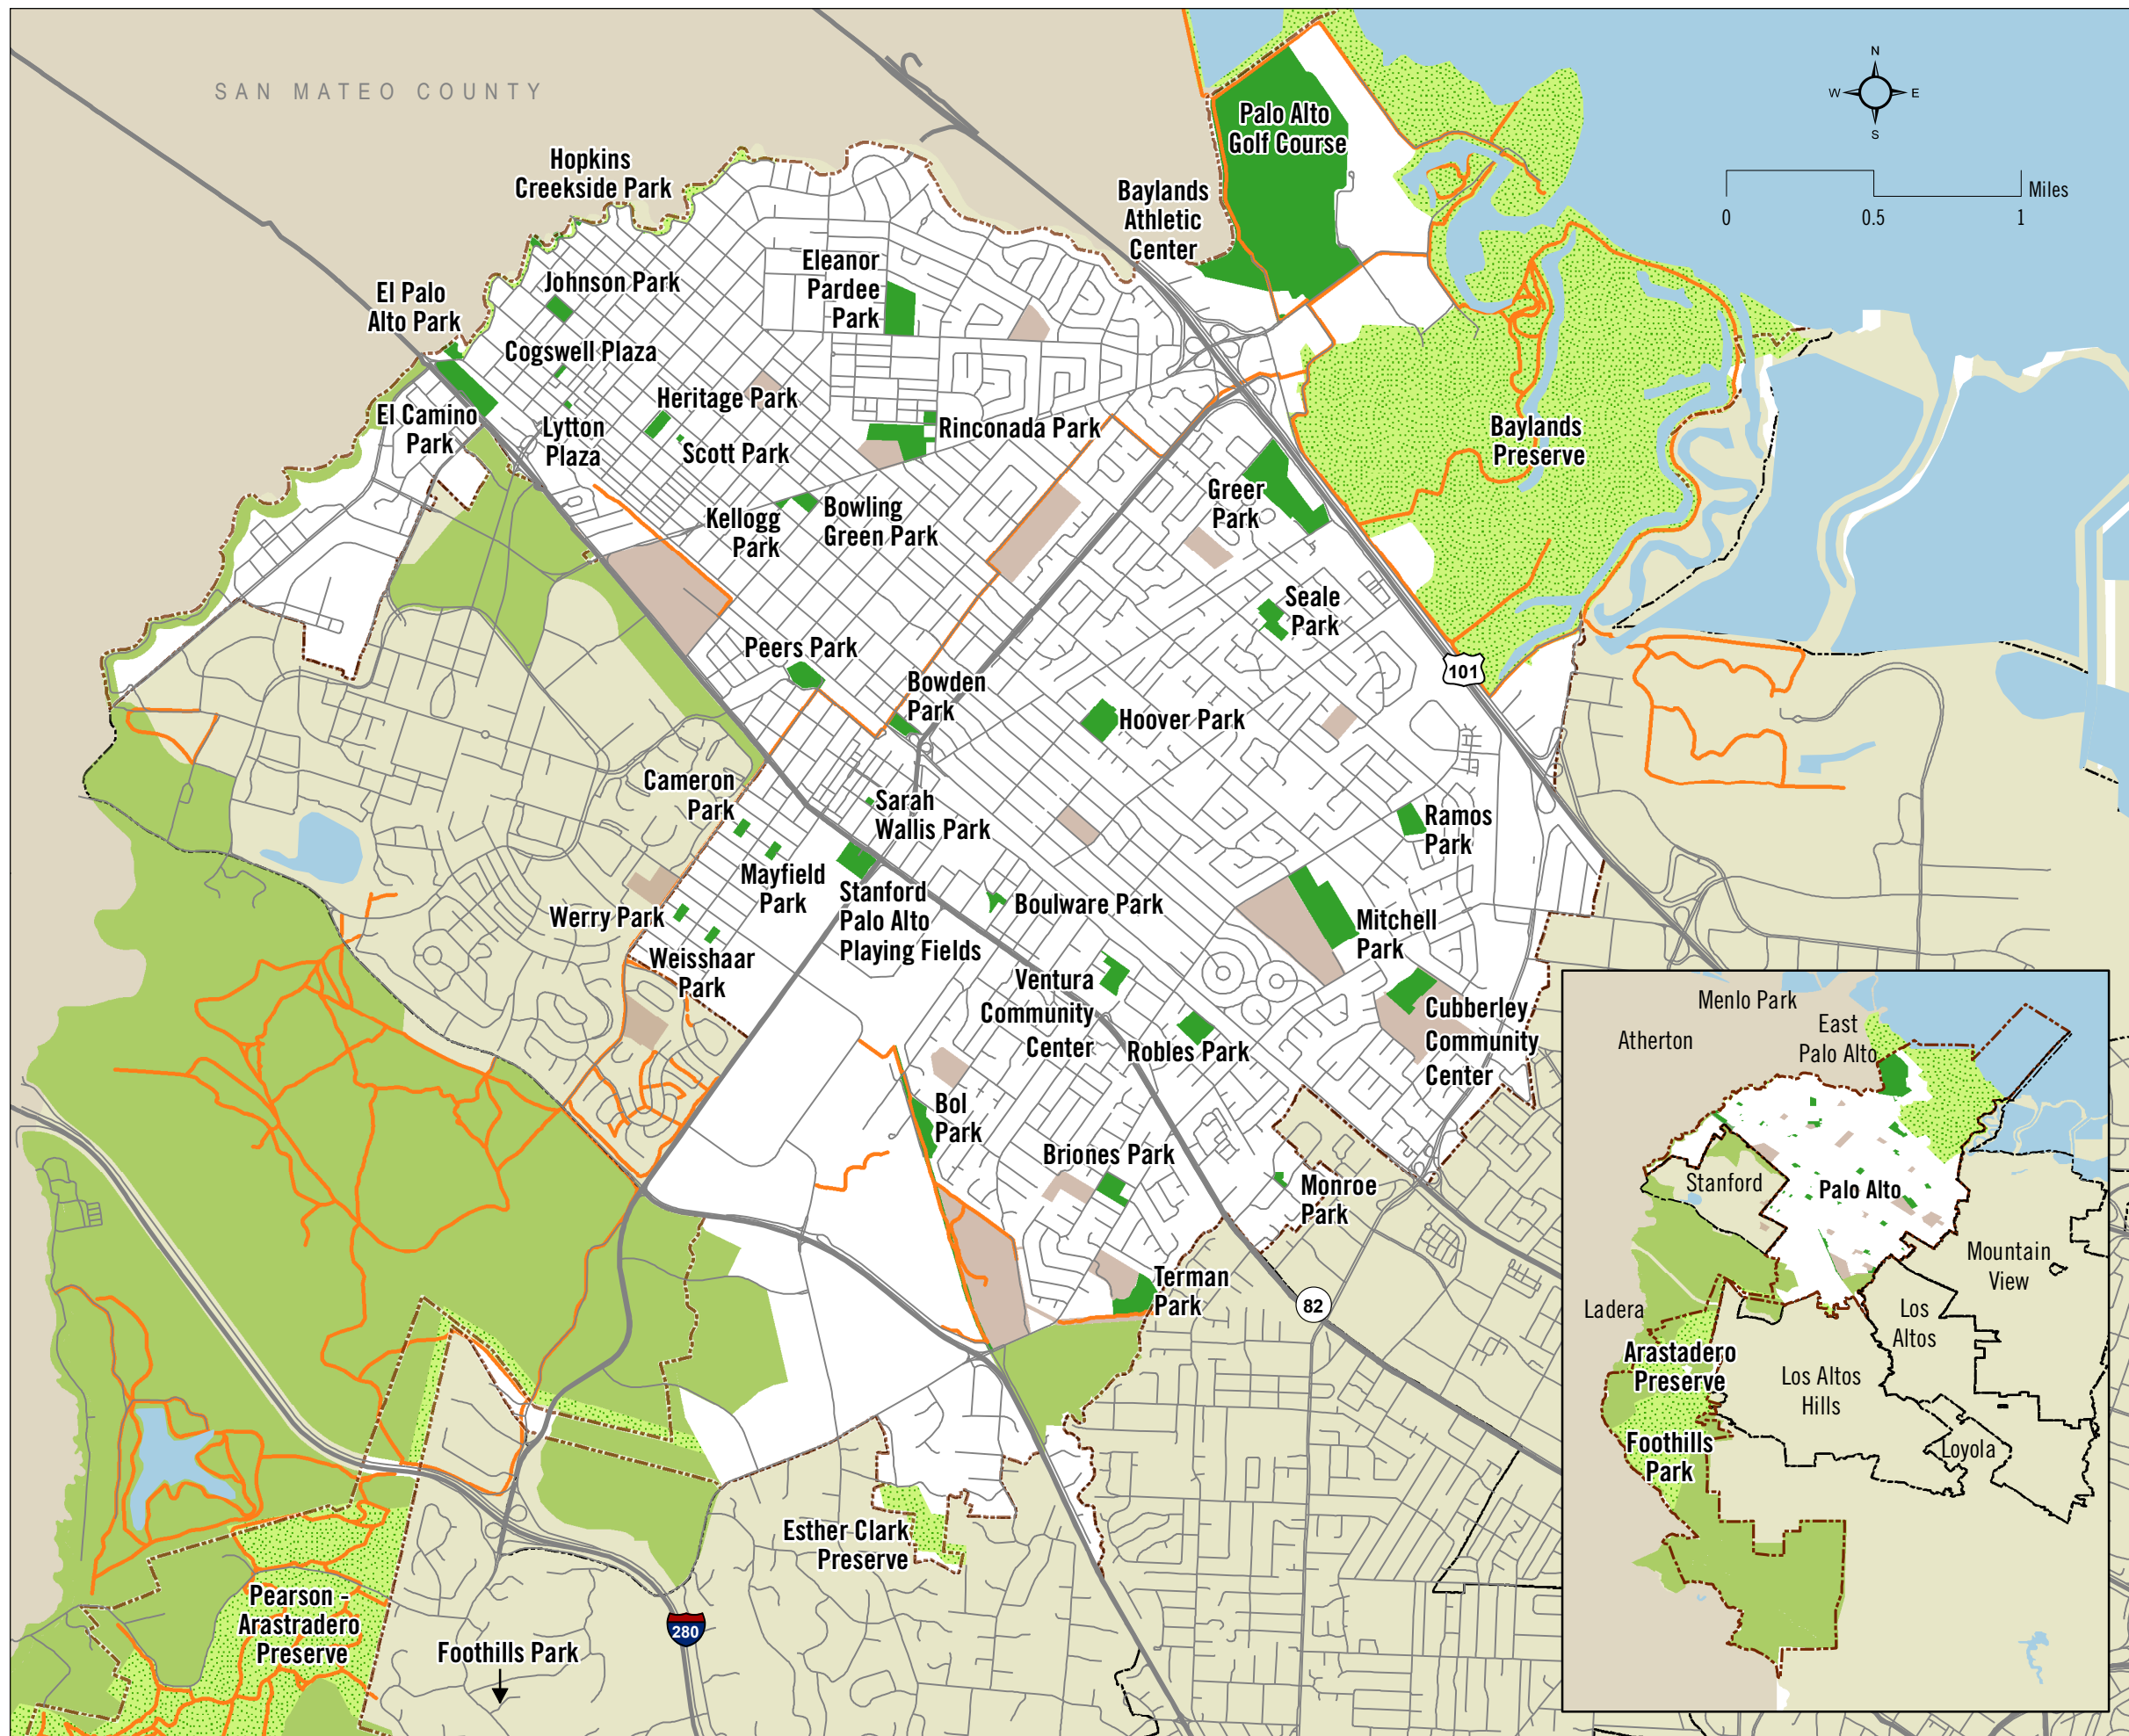 SAN MATEO COUNTY
N
W
E
S
0
0.5
1
Miles
Palo Alto
Golf Course
Hopkins
Creekside Park
Baylands
Athletic
Center
Eleanor
Pardee
Park
Johnson Park
El Palo
Alto Park
Cogswell Plaza
Heritage Park
El Camino
Park
Lytton
Plaza
Scott Park
Rinconada Park
Baylands
Preserve
Greer
Park
Kellogg
Park
Bowling
Green Park
Seale
Park
Peers Park
101
Bowden
Park
Hoover Park
Cameron
Park
Sarah
Wallis Park
Ramos
Park
Mayfield
Park
Stanford
Palo Alto
Playing Fields
Boulware Park
Werry Park
Mitchell
Park
Weisshaar
Park
Ventura
Community
Center
Robles Park
Cubberley
Community
Center
Bol
Park
Briones Park
Monroe
Park
Terman
Park
82
Esther Clark
Preserve
Pearson -
Arastradero
Preserve
Foothills Park
280
Menlo Park
Atherton
East
Palo Alto
Stanford
Palo Alto
Mountain
View
Ladera
Los
Altos
Arastadero
Preserve
Los Altos
Hills
Foothills
Park
Loyola